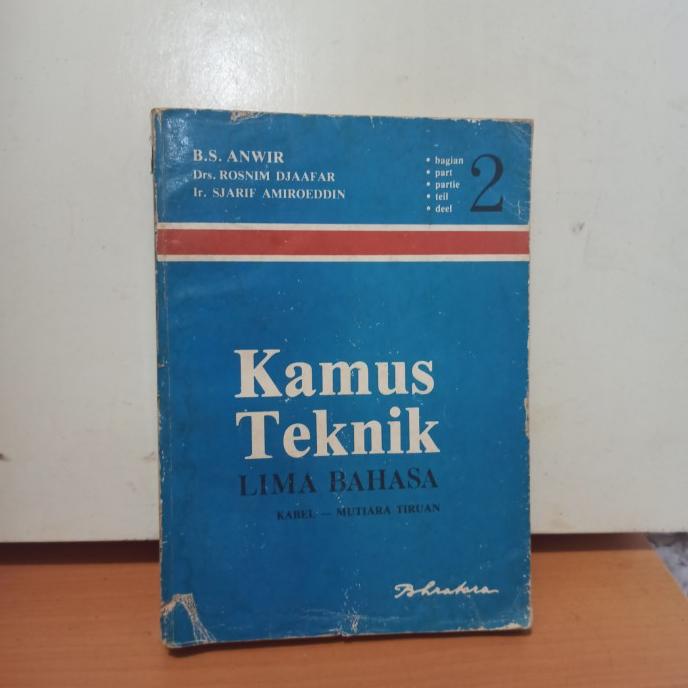 B.S. ANWIR
Drs. ROSNIM DJAAFAR
Ir. SJARIF AMIROEDDIN
• bagian
• part
• partie
• teil
• deel
2
Kamus
Teknik
LIMA BAHASA
KABEL — MUTIARA TIRUAN
Bhratara